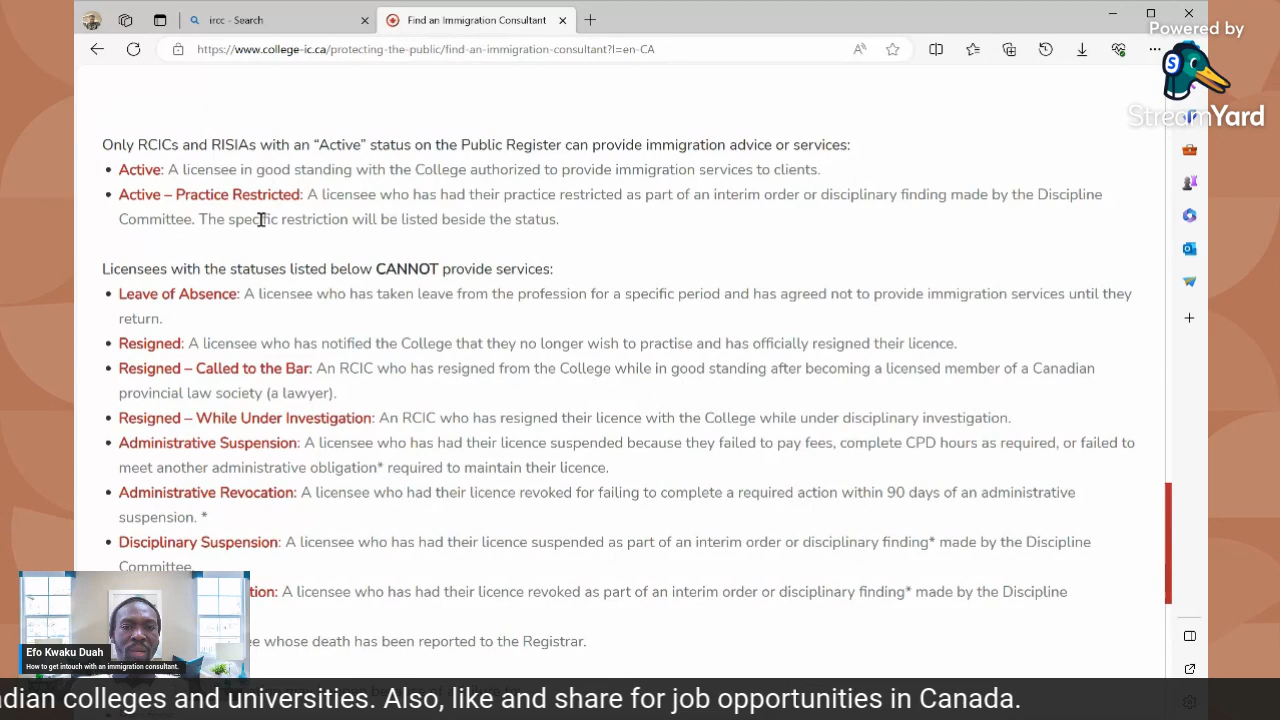 ircc - Search
Find an Immigration Consultant
https://www.college-ic.ca/protecting-the-public/find-an-immigration-consultant?l=en-CA
Powered by
StreamYard
Only RCICs and RISIAs with an “Active” status on the Public Register can provide immigration advice or services:
Active: A licensee in good standing with the College authorized to provide immigration services to clients.
Active – Practice Restricted: A licensee who has had their practice restricted as part of an interim order or disciplinary finding made by the Discipline
Committee. The specific restriction will be listed beside the status.
Licensees with the statuses listed below CANNOT provide services:
Leave of Absence: A licensee who has taken leave from the profession for a specific period and has agreed not to provide immigration services until they
return.
Resigned: A licensee who has notified the College that they no longer wish to practise and has officially resigned their licence.
Resigned – Called to the Bar: An RCIC who has resigned from the College while in good standing after becoming a licensed member of a Canadian
provincial law society (a lawyer).
Resigned – While Under Investigation: An RCIC who has resigned their licence with the College while under disciplinary investigation.
Administrative Suspension: A licensee who has had their licence suspended because they failed to pay fees, complete CPD hours as required, or failed to
meet another administrative obligation* required to maintain their licence.
Administrative Revocation: A licensee who had their licence revoked for failing to complete a required action within 90 days of an administrative
suspension. *
Disciplinary Suspension: A licensee who has had their licence suspended as part of an interim order or disciplinary finding* made by the Discipline
Committee.
tion: A licensee who has had their licence revoked as part of an interim order or disciplinary finding* made by the Discipline
ee whose death has been reported to the Registrar.
Efo Kwaku Duah
How to get intouch with an immigration consultant.
dian colleges and universities. Also, like and share for job opportunities in Canada.